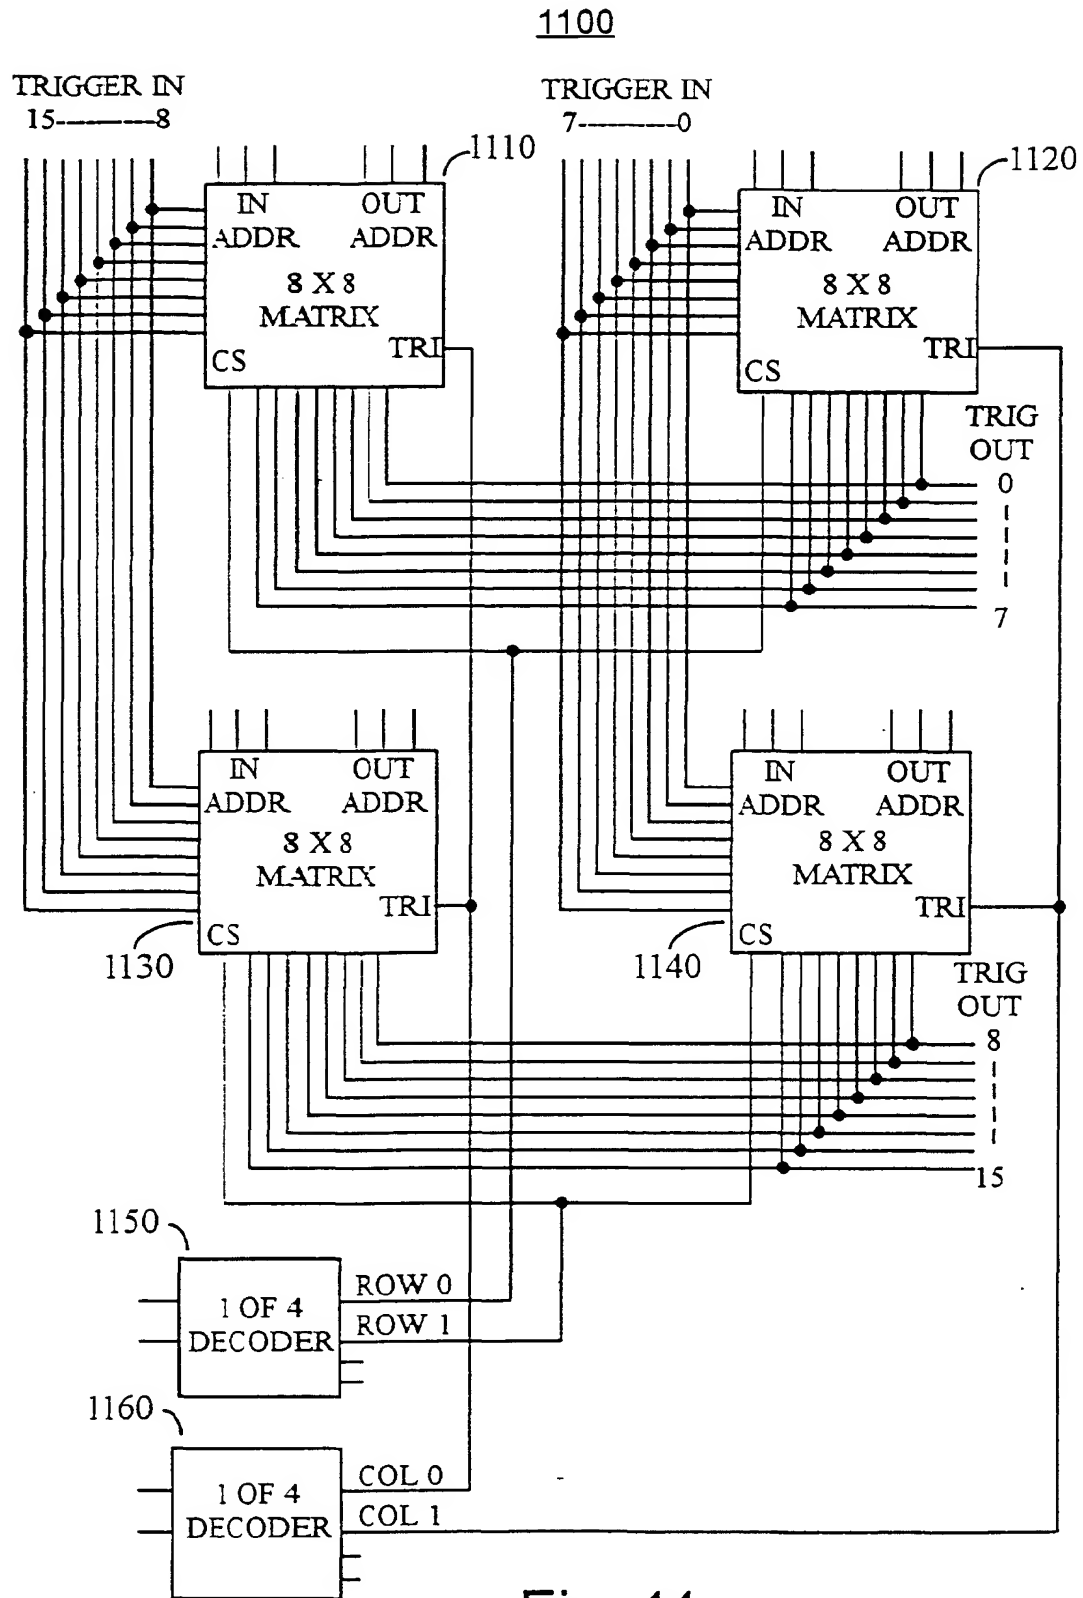 1100
TRIGGER IN
15-----------8
TRIGGER IN
7-----------0
1110
1120
IN OUT
ADDR ADDR
8 X 8
MATRIX
TRI
CS
IN OUT
ADDR ADDR
8 X 8
MATRIX
TRI
CS
TRIG
OUT
0
7
IN OUT
ADDR ADDR
8 X 8
MATRIX
TRI
CS
1130
IN OUT
ADDR ADDR
8 X 8
MATRIX
TRI
CS
1140
TRIG
OUT
8
15
1150
1 OF 4
DECODER
ROW 0
ROW 1
1160
1 OF 4
DECODER
COL 0
COL 1